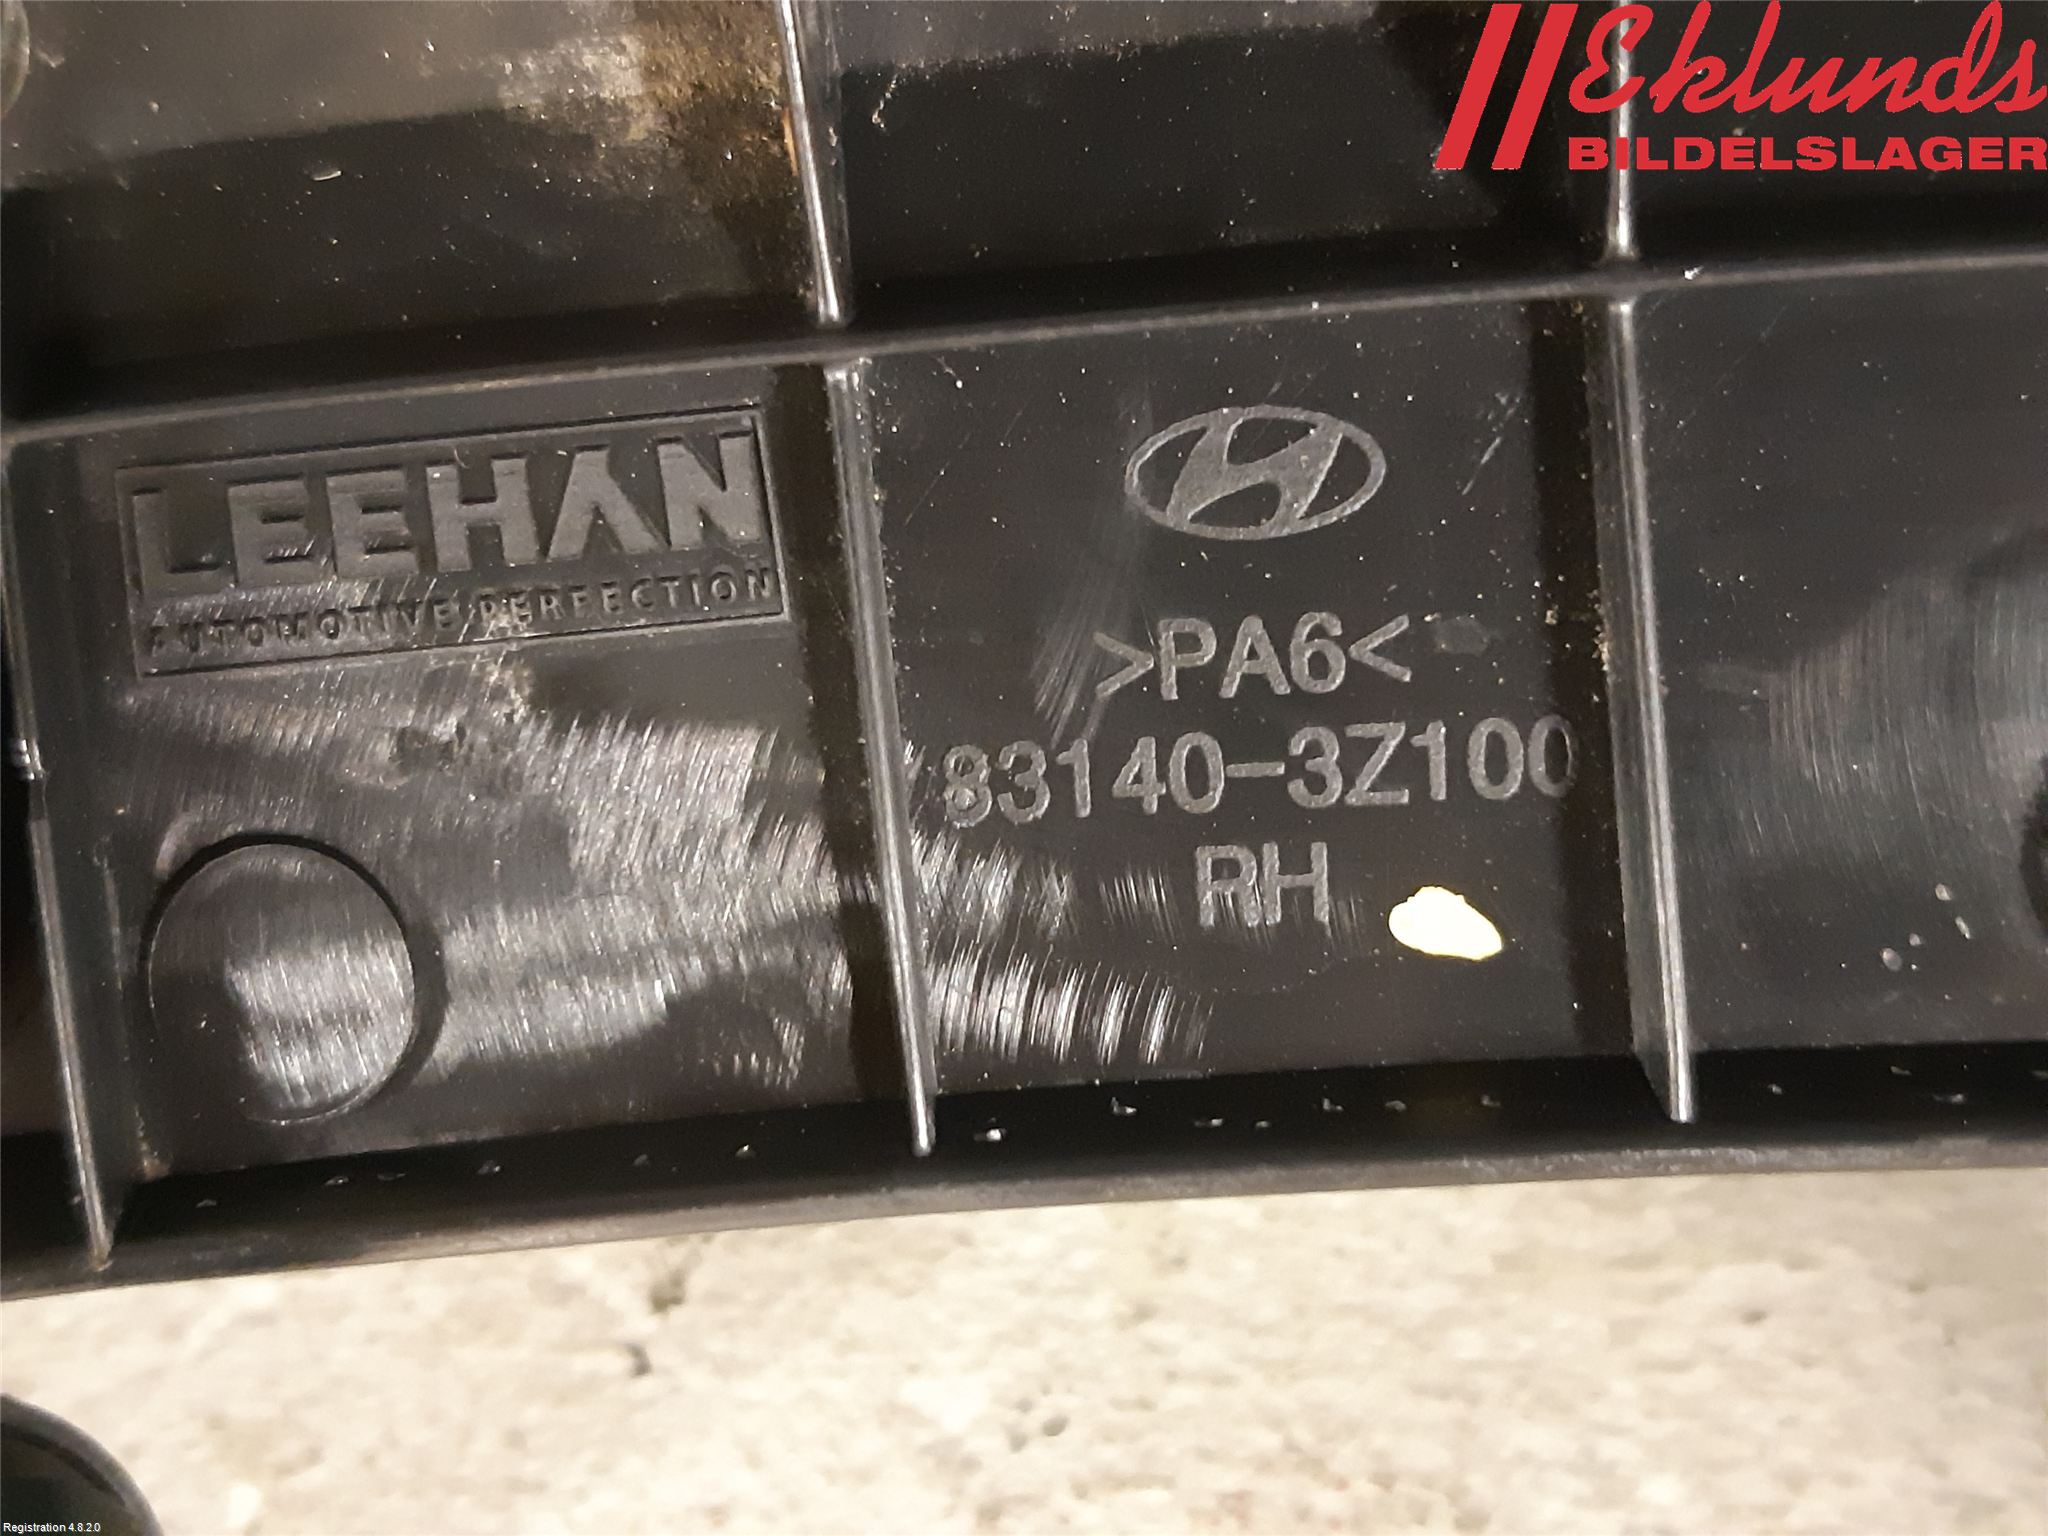 Eklunds
BILDELSLAGER
LEEHAN
AUTOMOTIVE PERFECTION
>PA6<
83140-3Z100
RH
Registration 4.8.2.0